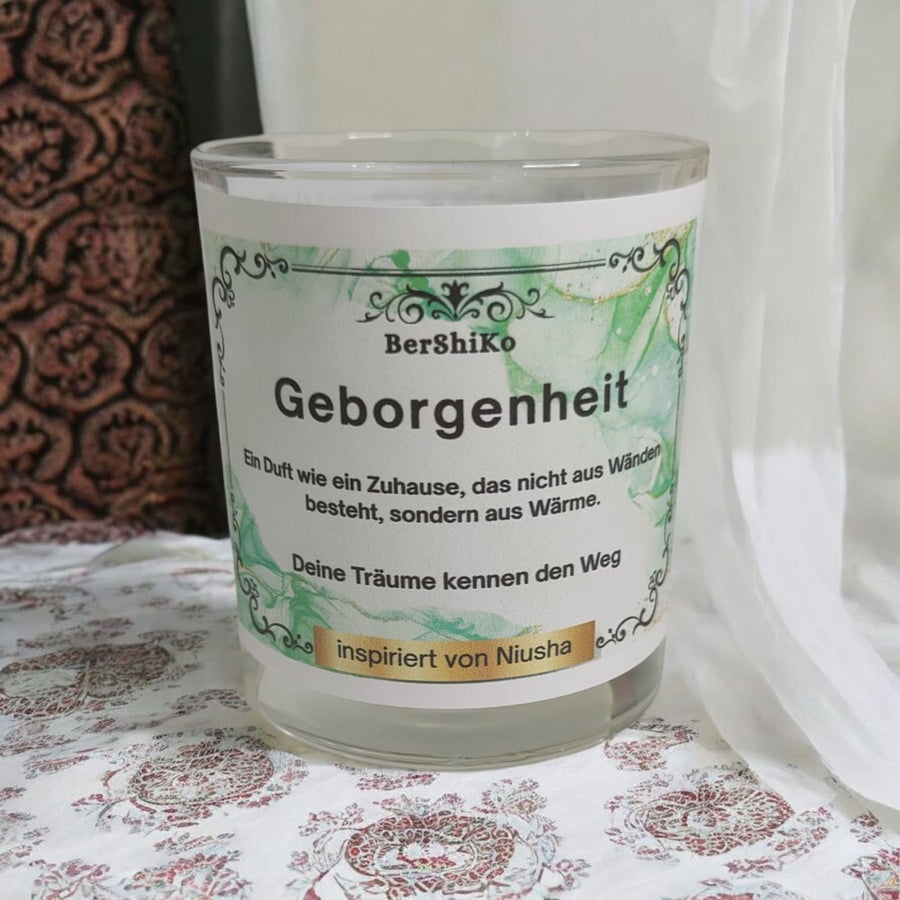 BerShiKo
Geborgenheit
Ein Duft wie ein Zuhause, das nicht aus Wänden
besteht, sondern aus Wärme.
Deine Träume kennen den Weg
inspiriert von Niusha